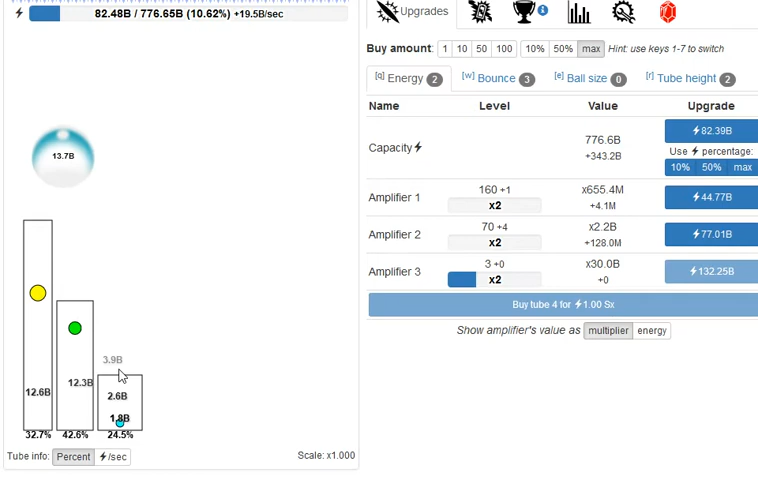 82.48B / 776.65B (10.62%) +19.5B/sec
13.7B
3.9B
12.6B
12.3B
2.6B
1.8B
32.7% 42.6% 24.5%
Tube info: Percent /sec Scale: x1.000
Upgrades
Buy amount: 1 10 50 100 10% 50% max Hint: use keys 1-7 to switch
[q] Energy 2 [w] Bounce 3 [e] Ball size 0 [r] Tube height 2
Name Level Value Upgrade
Capacity 776.6B +343.2B 82.39B
Use percentage:
10% 50% max
Amplifier 1 160 +1 x2 x655.4M +4.1M 44.77B
Amplifier 2 70 +4 x2 x2.2B +128.0M 77.01B
Amplifier 3 3 +0 x2 x30.0B +0 132.25B
Buy tube 4 for 1.00 Sx
Show amplifier's value as multiplier energy